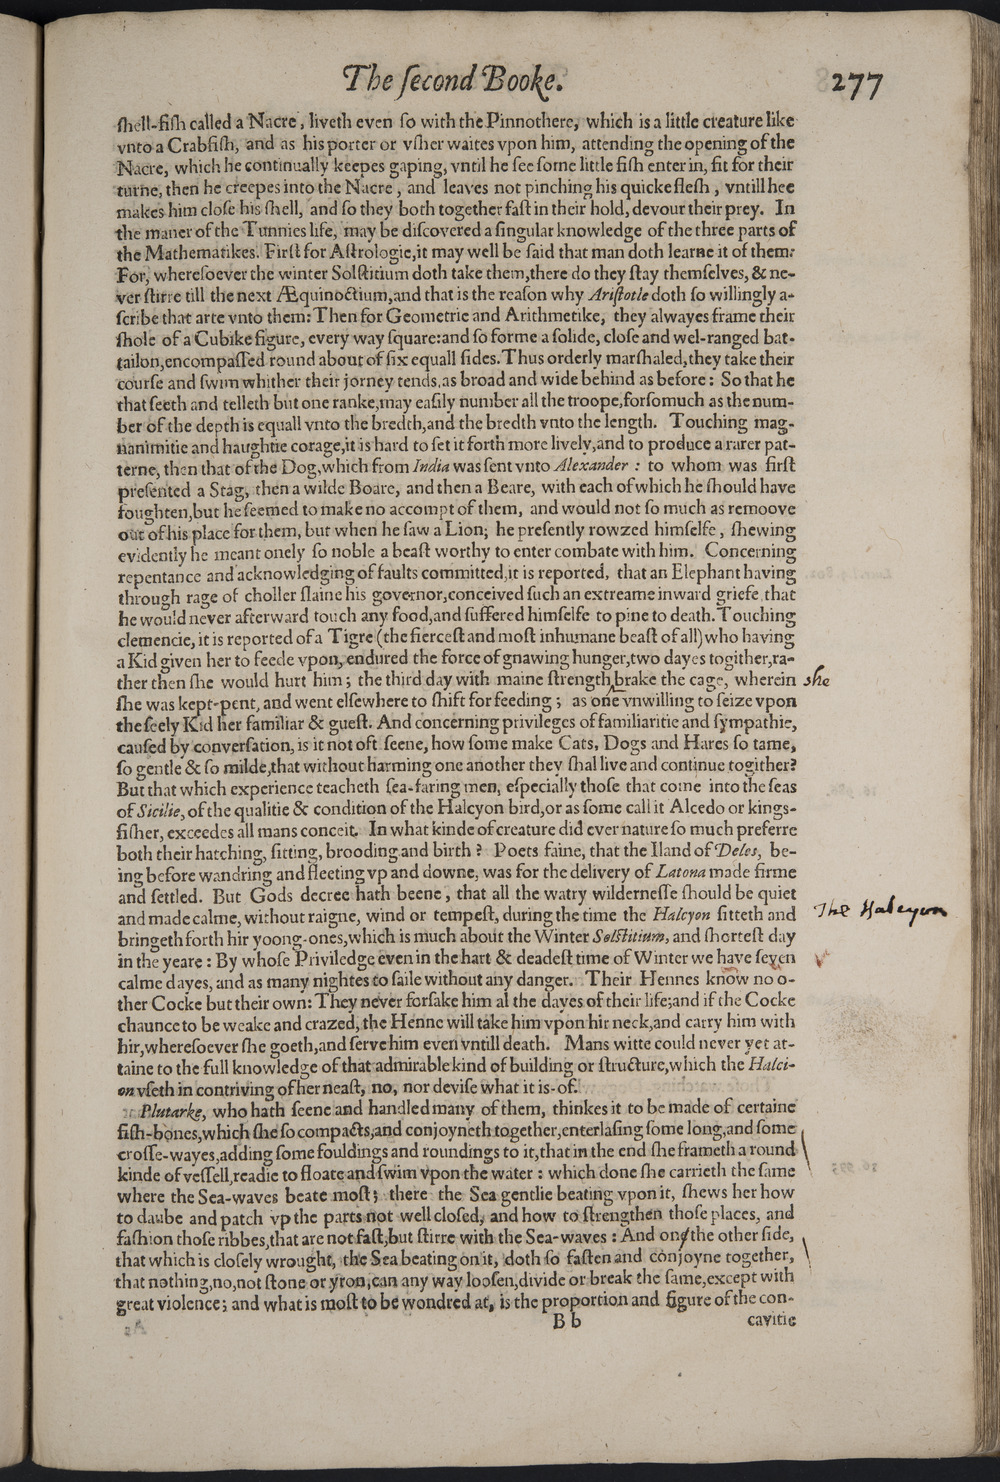 The ſecond Booke. 277
ſhell-fiſh called a Nacre, liveth even ſo with the Pinnothere, which is a little creature like
vnto a Crabfiſh, and as his porter or vſher waites vpon him, attending the opening of the
Nacre, which he continually keepes gaping, vntil he ſee ſome little fiſh enter in, fit for their
turne, then he creepes into the Nacre, and leaves not pinching his quicke fleſh, vntill hee
makes him cloſe his ſhell, and ſo they both together faſt in their hold, devour their prey. In
the maner of the Tunnies life, may be diſcovered a ſingular knowledge of the three parts of
the Mathematikes. Firſt for Aſtrologie, it may well be ſaid that man doth learne it of them:
For, whereſoever the winter Solſtitium doth take them, there do they ſtay themſelves, & ne-
ver ſtirre till the next Æquinoctium, and that is the reaſon why Ariſtotle doth ſo willingly a-
ſcribe that arte vnto them: Then for Geometrie and Arithmetike, they alwayes frame their
ſhole of a Cubike figure, every way ſquare: and ſo forme a ſolide, cloſe and wel-ranged bat-
tailon, encompaſſed round about of ſix equall ſides. Thus orderly marſhaled, they take their
courſe and ſwim whither their jorney tends, as broad and wide behind as before: So that he
that ſeeth and telleth but one ranke, may eaſily number all the troope, forſomuch as the num-
ber of the depth is equall vnto the bredth, and the bredth vnto the length. Touching mag-
nanimitie and haughtie corage, it is hard to ſet it forth more lively, and to produce a rarer pat-
terne, then that of the Dog, which from India was ſent vnto Alexander: to whom was firſt
preſented a Stag, then a wilde Boare, and then a Beare, with each of which he ſhould have
foughten, but he ſeemed to make no accompt of them, and would not ſo much as remoove
out of his place for them, but when he ſaw a Lion; he preſently rowzed himſelfe, ſhewing
evidently he meant onely ſo noble a beaſt worthy to enter combate with him. Concerning
repentance and acknowledging of faults committed, it is reported, that an Elephant having
through rage of choller ſlaine his governor, conceived ſuch an extreame inward griefe, that
he would never afterward touch any food, and ſuffered himſelfe to pine to death. Touching
clemencie, it is reported of a Tigre (the fierceſt and moſt inhumane beaſt of all) who having
a Kid given her to feede vpon, endured the force of gnawing hunger, two dayes togither, ra-
ther then ſhe would hurt him; the third day with maine ſtrength brake the cage, wherein she
ſhe was kept-pent, and went elſewhere to ſhift for feeding; as one vnwilling to ſeize vpon
the ſeely Kid her familiar & gueſt. And concerning privileges of familiaritie and ſympathie,
cauſed by converſation, is it not oft ſeene, how ſome make Cats, Dogs and Hares ſo tame,
ſo gentle & ſo milde, that without harming one another they ſhal live and continue togither?
But that which experience teacheth ſea-faring men, eſpecially thoſe that come into the ſeas
of Sicilie, of the qualitie & condition of the Halcyon bird, or as ſome call it Alcedo or kings-
fiſher, exceedes all mans conceit. In what kinde of creature did ever nature ſo much preferre
both their hatching, ſitting, brooding and birth? Poets faine, that the Iland of Deles, be-
ing before wandring and fleeting vp and downe, was for the delivery of Latona made firme
and ſettled. But Gods decree hath beene, that all the watry wilderneſſe ſhould be quiet
and made calme, without raigne, wind or tempeſt, during the time the Halcyon ſitteth and The Halcyon
bringeth forth hir yoong-ones, which is much about the Winter Solſtitium, and ſhorteſt day
in the yeare: By whoſe Priviledge even in the hart & deadeſt time of Winter we have ſeven
calme dayes, and as many nightes to ſaile without any danger. Their Hennes know no o-
ther Cocke but their own: They never forſake him al the dayes of their life; and if the Cocke
chaunce to be weake and crazed, the Henne will take him vpon hir neck, and carry him with
hir, whereſoever ſhe goeth, and ſerve him even vntill death. Mans witte could never yet at-
taine to the full knowledge of that admirable kind of building or ſtructure, which the Halci-
on vſeth in contriving of her neaſt, no, nor deviſe what it is-of.
Plutarke, who hath ſeene and handled many of them, thinkes it to be made of certaine
fiſh-bones, which ſhe ſo compacts, and conjoyneth together, enterlaſing ſome long, and ſome
croſſe-wayes, adding ſome fouldings and roundings to it, that in the end ſhe frameth a round
kinde of veſſell, readie to floate and ſwim vpon the water: which done ſhe carrieth the ſame
where the Sea-waves beate moſt; there the Sea gentlie beating vpon it, ſhews her how
to daube and patch vp the parts not well cloſed, and how to ſtrengthen thoſe places, and
faſhion thoſe ribbes, that are not faſt, but ſtirre with the Sea-waves: And on the other ſide,
that which is cloſely wrought, the Sea beating on it, doth ſo faſten and conjoyne together,
that nothing, no, not ſtone or yron, can any way looſen, divide or break the ſame, except with
great violence; and what is moſt to be wondred at, is the proportion and figure of the con-
B b cavitie